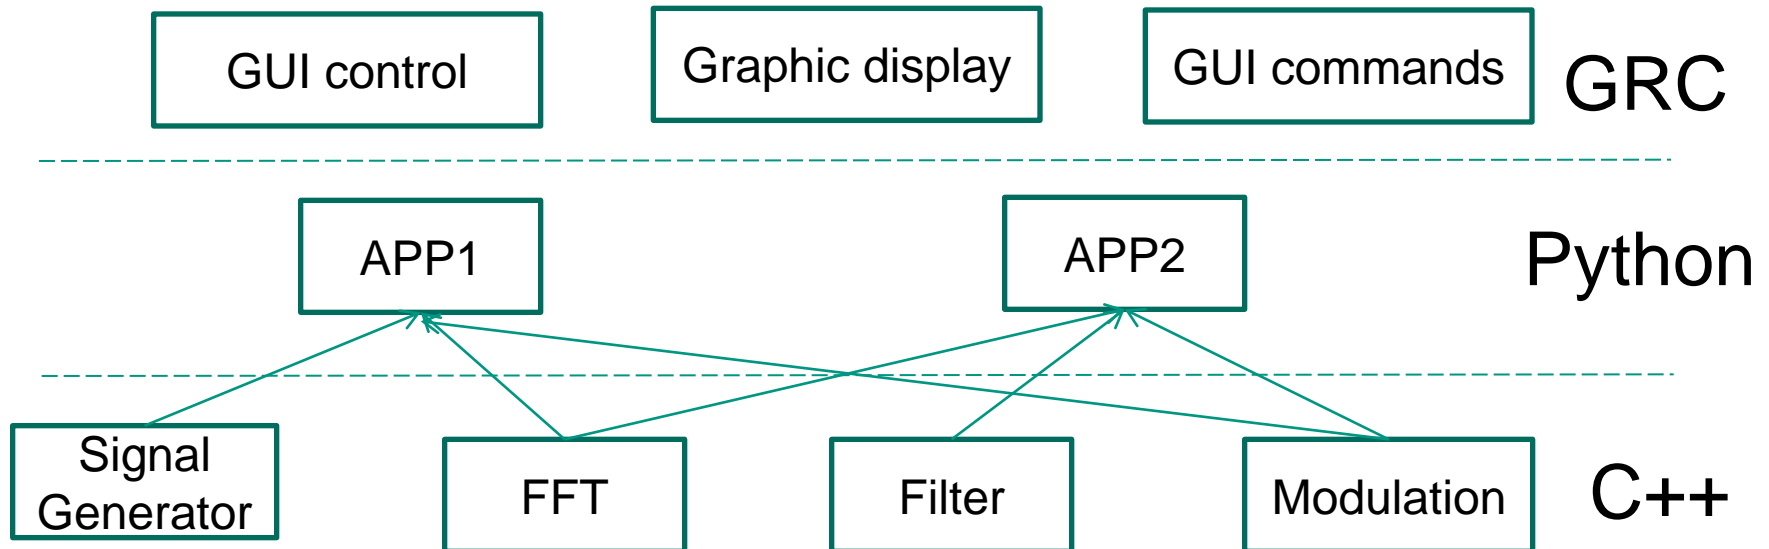 GUI control
Graphic display
GUI commands
GRC
APP1
APP2
Python
Signal
Generator
FFT
Filter
Modulation
C++